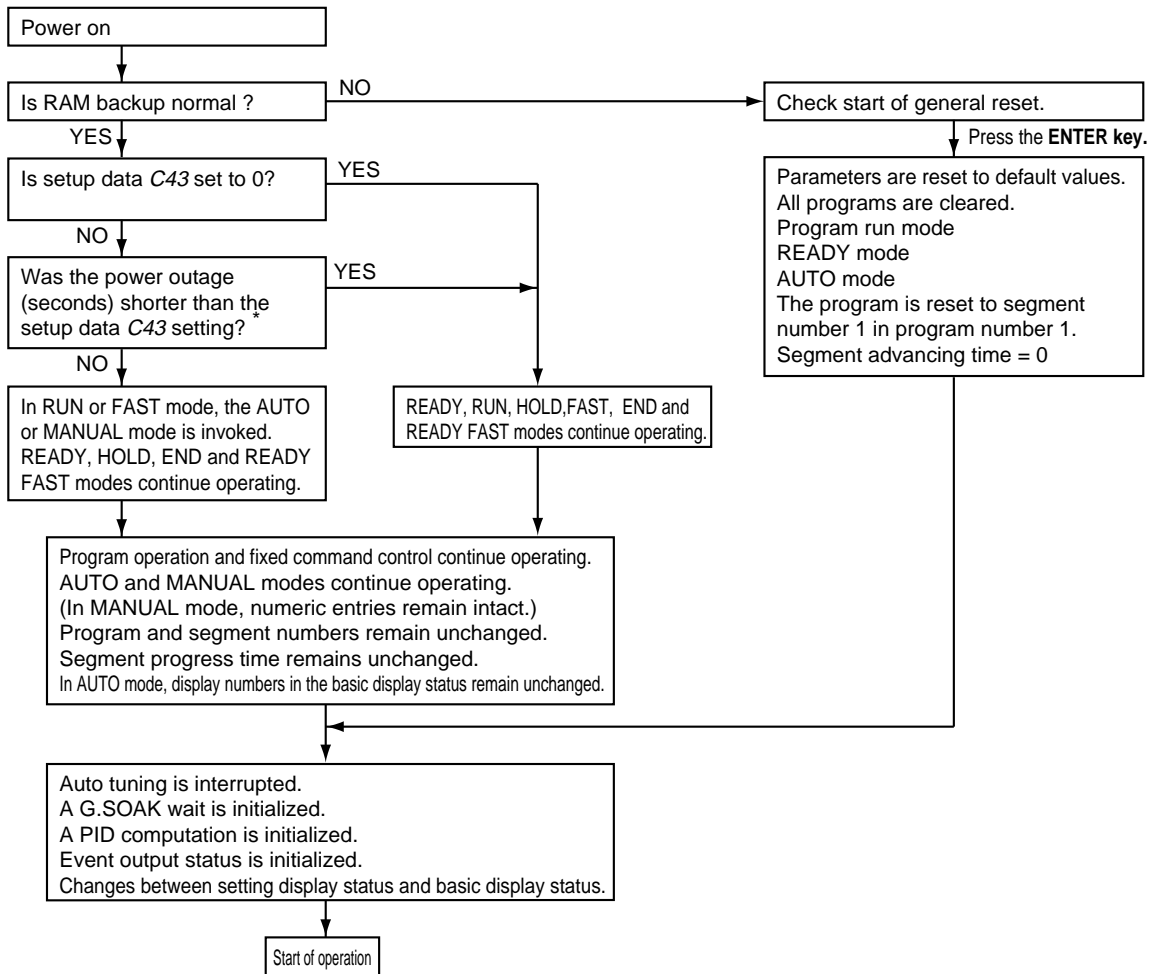 Power on
Is RAM backup normal ?
NO
Check start of general reset.
YES
Press the ENTER key.
Is setup data C43 set to 0?
YES
Parameters are reset to default values.
All programs are cleared.
Program run mode
READY mode
AUTO mode
The program is reset to segment
number 1 in program number 1.
Segment advancing time = 0
NO
Was the power outage
(seconds) shorter than the
setup data C43 setting? *
YES
NO
In RUN or FAST mode, the AUTO
or MANUAL mode is invoked.
READY, HOLD, END and READY
FAST modes continue operating.
READY, RUN, HOLD,FAST, END and
READY FAST modes continue operating.
Program operation and fixed command control continue operating.
AUTO and MANUAL modes continue operating.
(In MANUAL mode, numeric entries remain intact.)
Program and segment numbers remain unchanged.
Segment progress time remains unchanged.
In AUTO mode, display numbers in the basic display status remain unchanged.
Auto tuning is interrupted.
A G.SOAK wait is initialized.
A PID computation is initialized.
Event output status is initialized.
Changes between setting display status and basic display status.
Start of operation